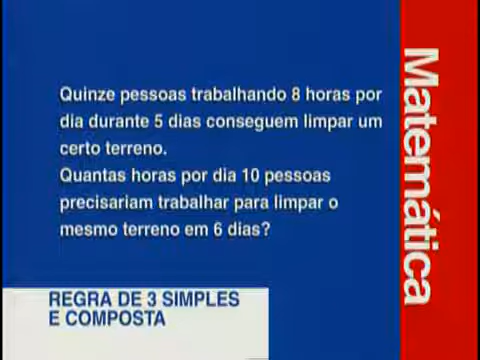 Quinze pessoas trabalhando 8 horas por
dia durante 5 dias conseguem limpar um
certo terreno.
Quantas horas por dia 10 pessoas
precisariam trabalhar para limpar o
mesmo terreno em 6 dias?
Matemática
REGRA DE 3 SIMPLES
E COMPOSTA